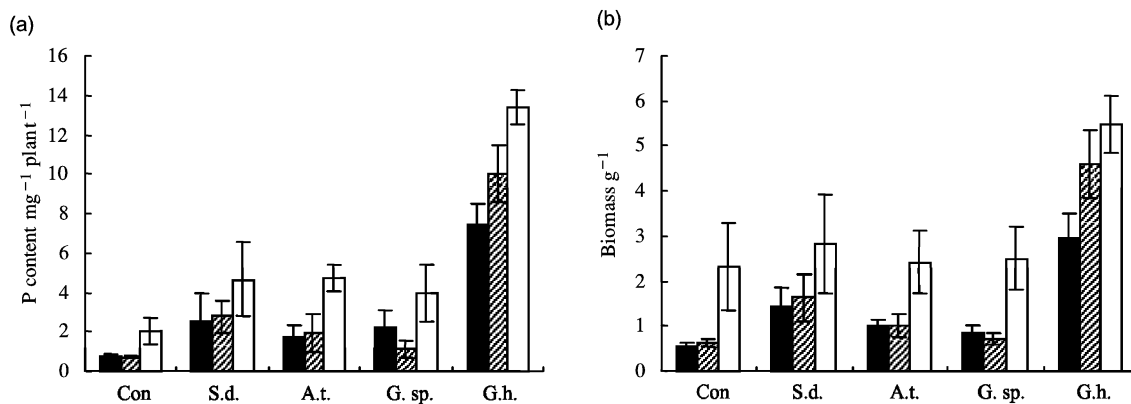 (a)
P content mg⁻¹ plant⁻¹
16
14
12
10
8
6
4
2
0
Con S.d. A.t. G. sp. G.h.
(b)
Biomass g⁻¹
7
6
5
4
3
2
1
0
Con S.d. A.t. G. sp. G.h.